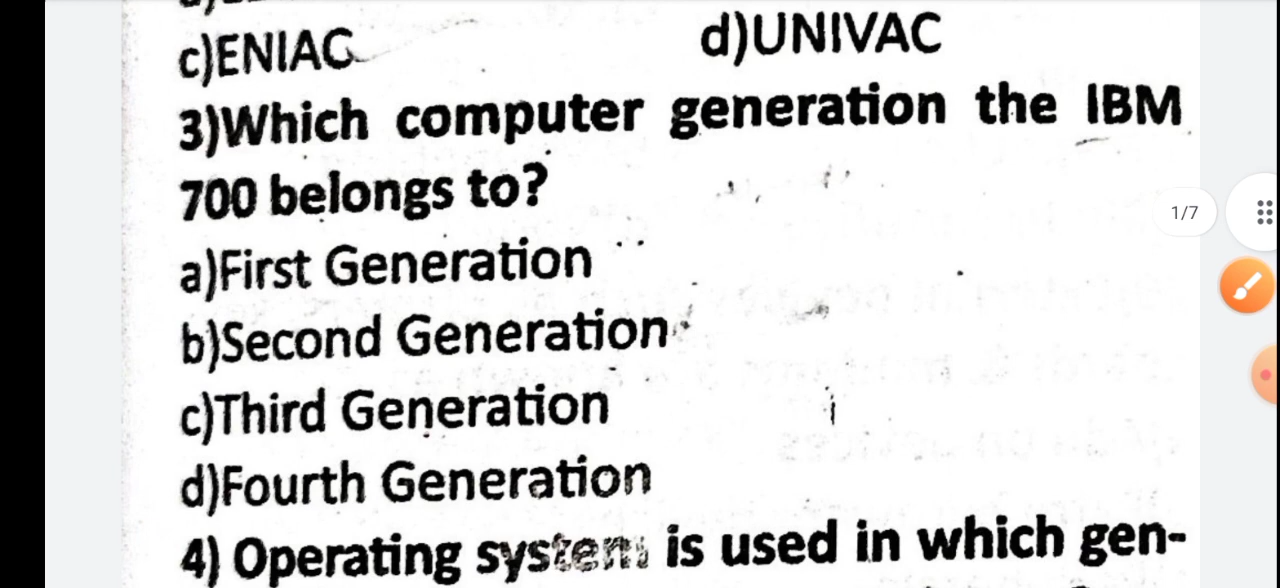 c)ENIAC d)UNIVAC
3)Which computer generation the IBM
700 belongs to?
a)First Generation
b)Second Generation
c)Third Generation
d)Fourth Generation
4) Operating system is used in which gen-
1/7